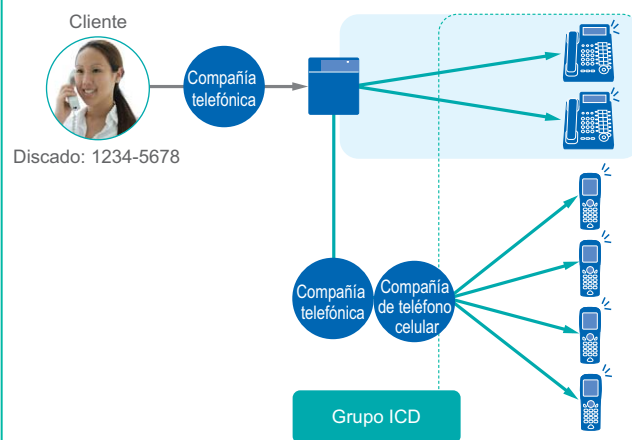 Cliente
Compañía
telefónica
Discado: 1234-5678
Compañía
telefónica
Compañía
de teléfono
celular
Grupo ICD